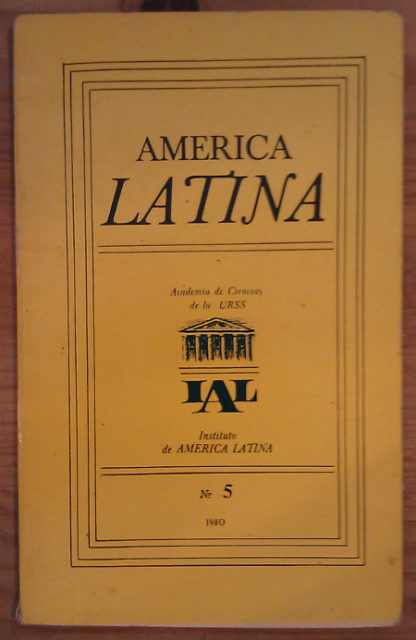 AMERICA
LATINA
Academia de Ciencias
de la URSS
IAL
Instituto
de AMERICA LATINA
№ 5
1980